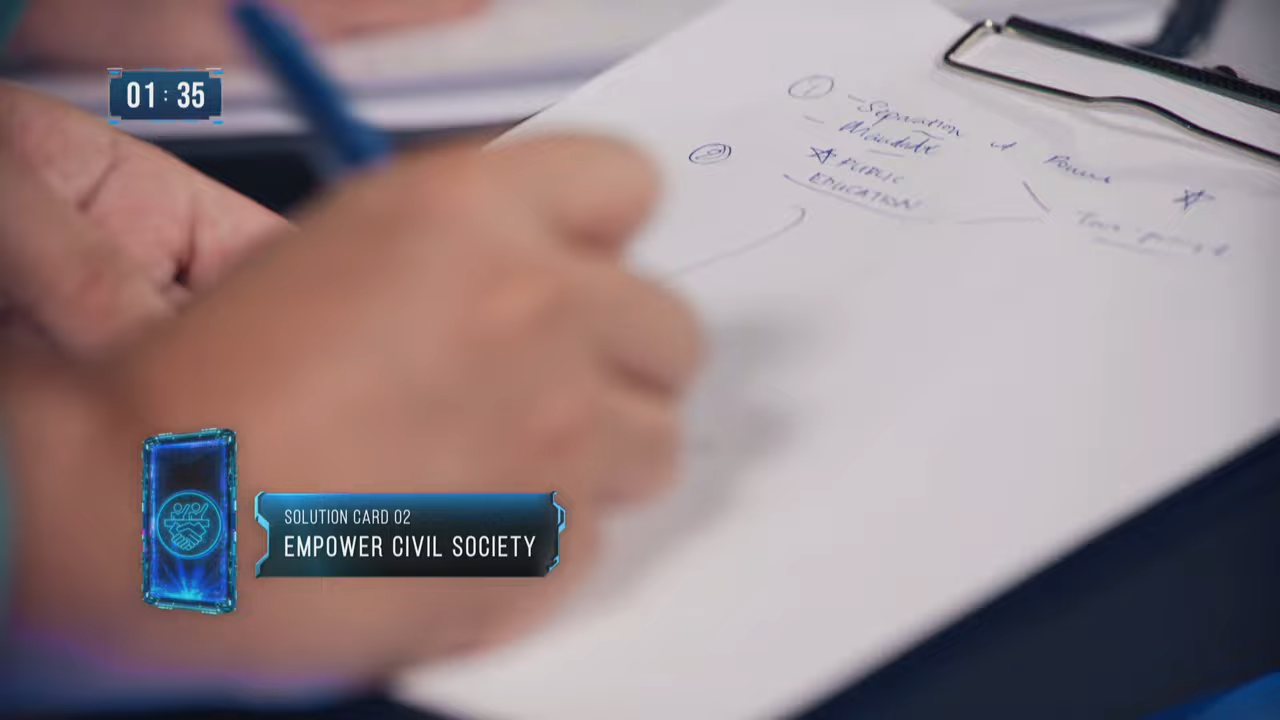 01 : 35
① - Separation of Power ☆
- Mandate
② ☆ PUBLIC
EDUCATION
SOLUTION CARD 02
EMPOWER CIVIL SOCIETY